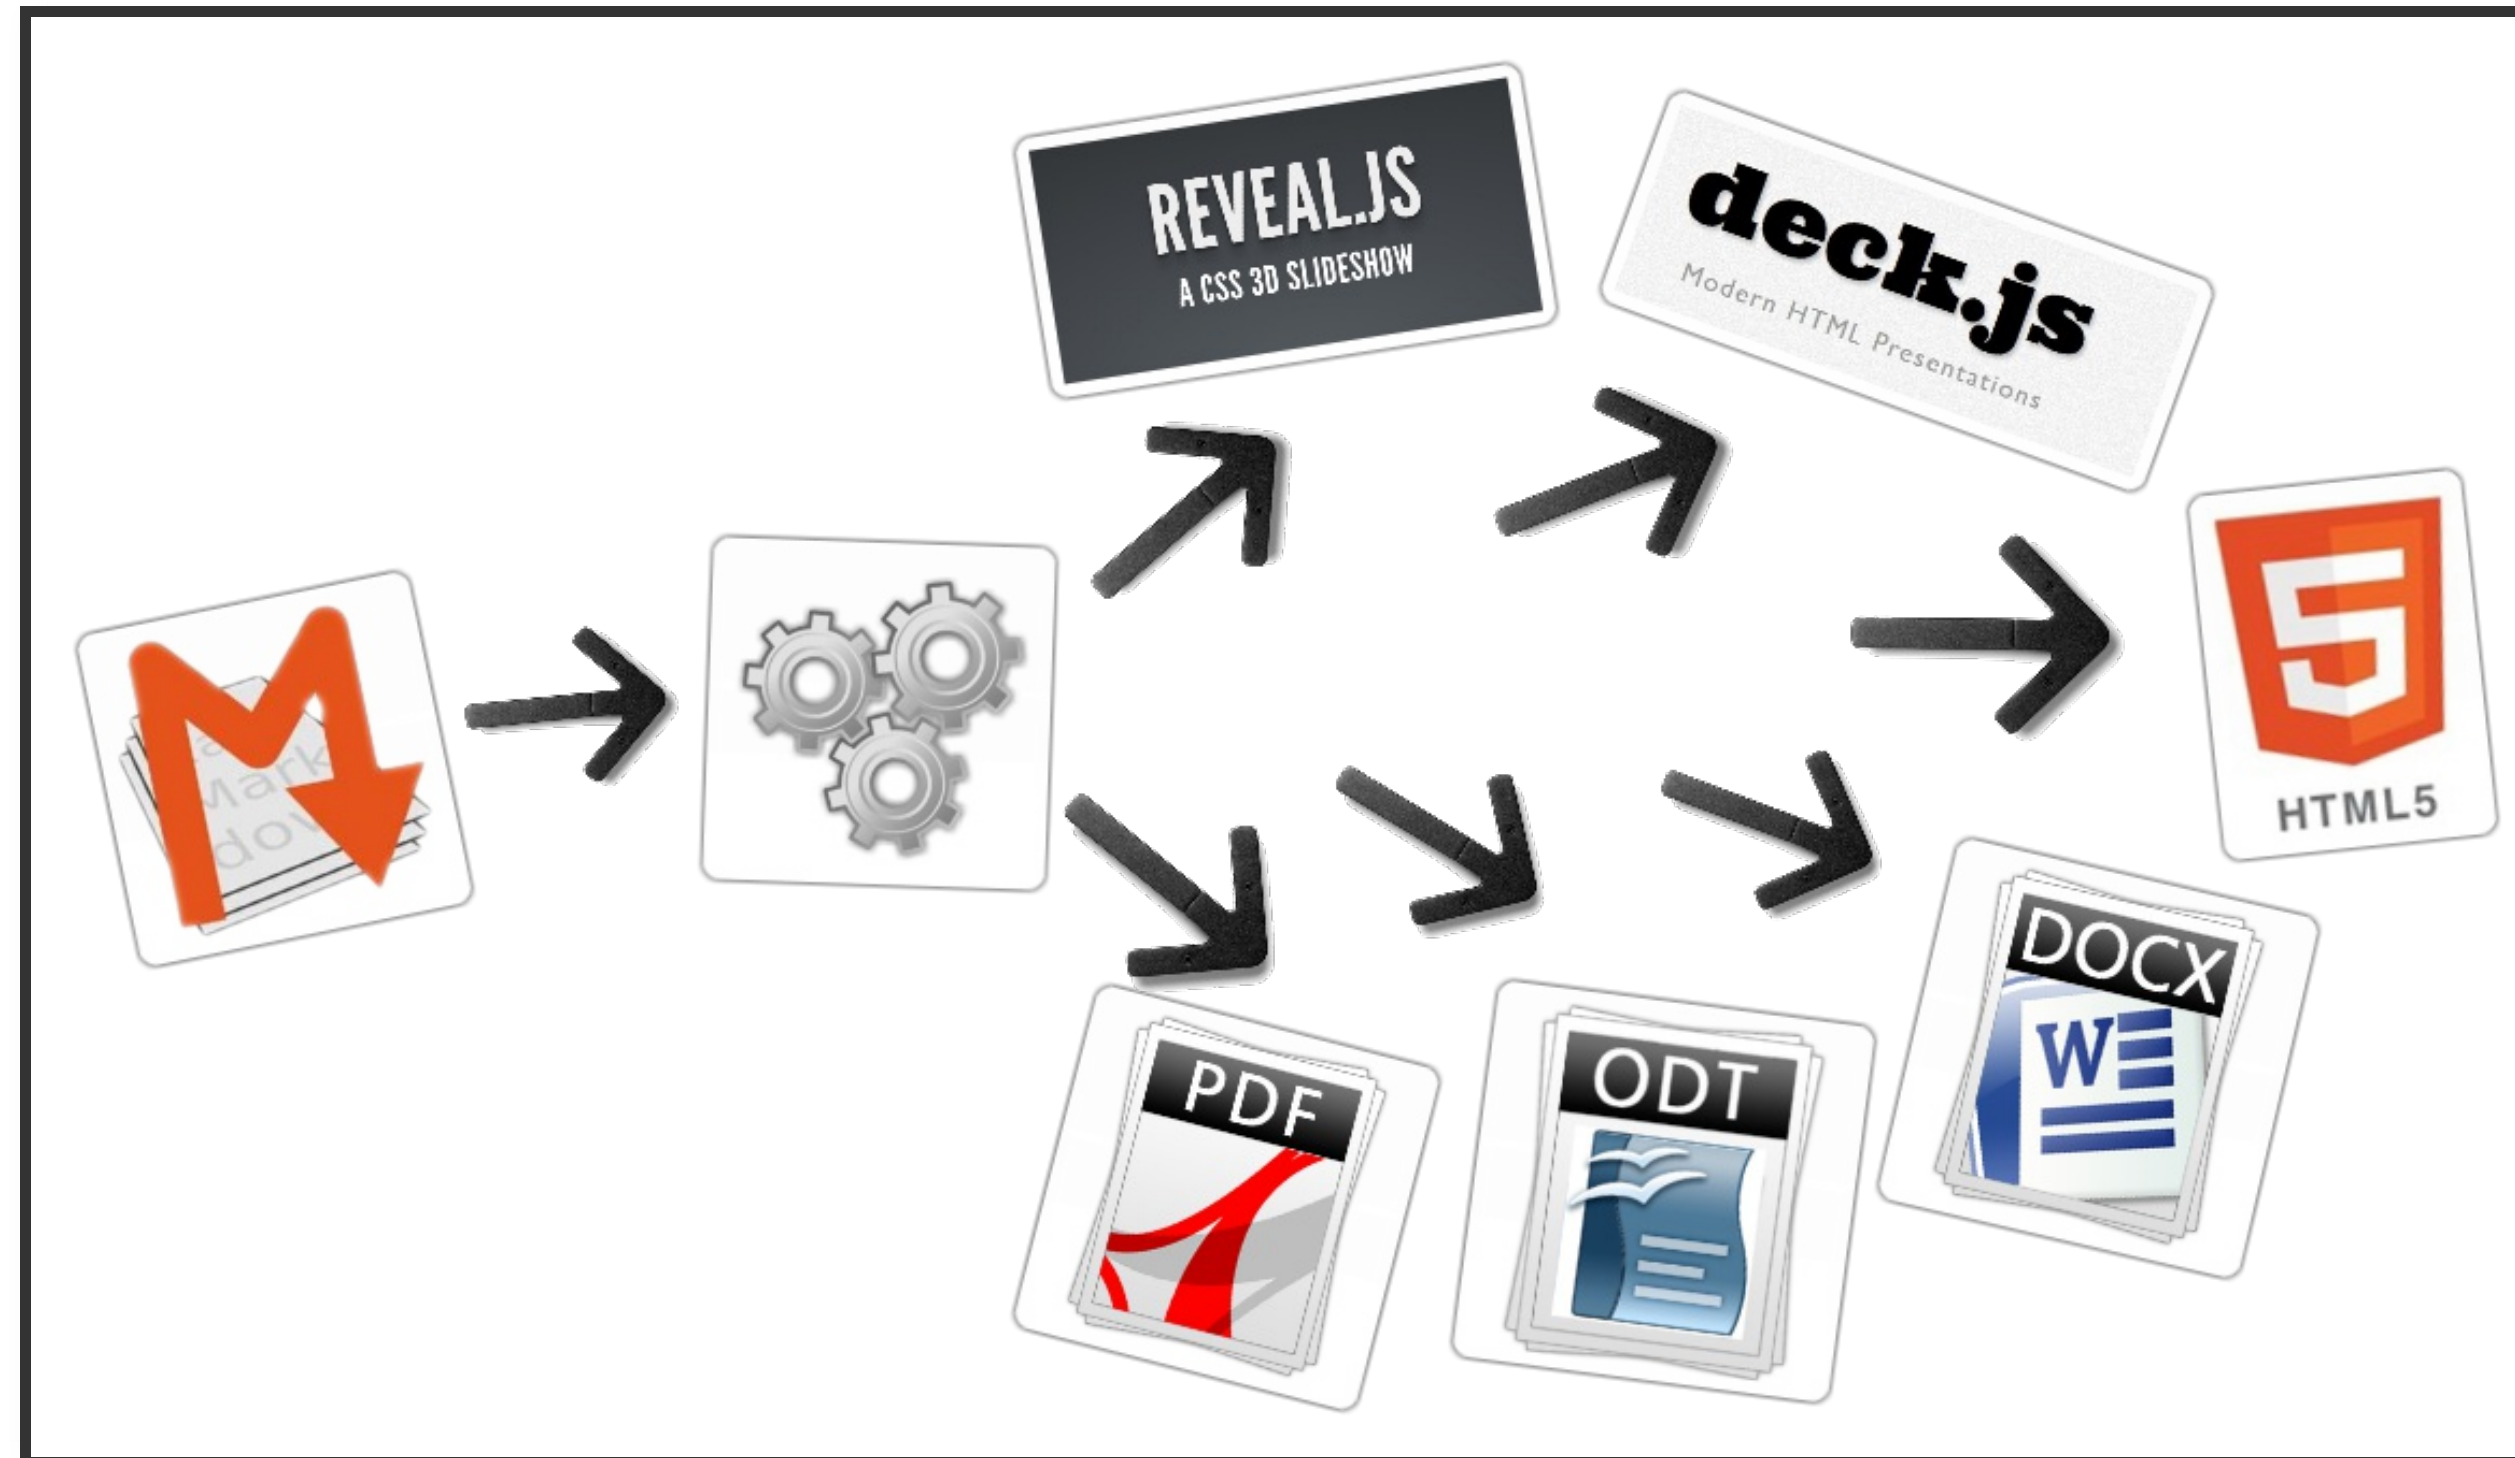 REVEAL.JS
A CSS 3D SLIDESHOW
deck.js
Modern HTML Presentations
HTML5
DOCX
W
PDF
ODT